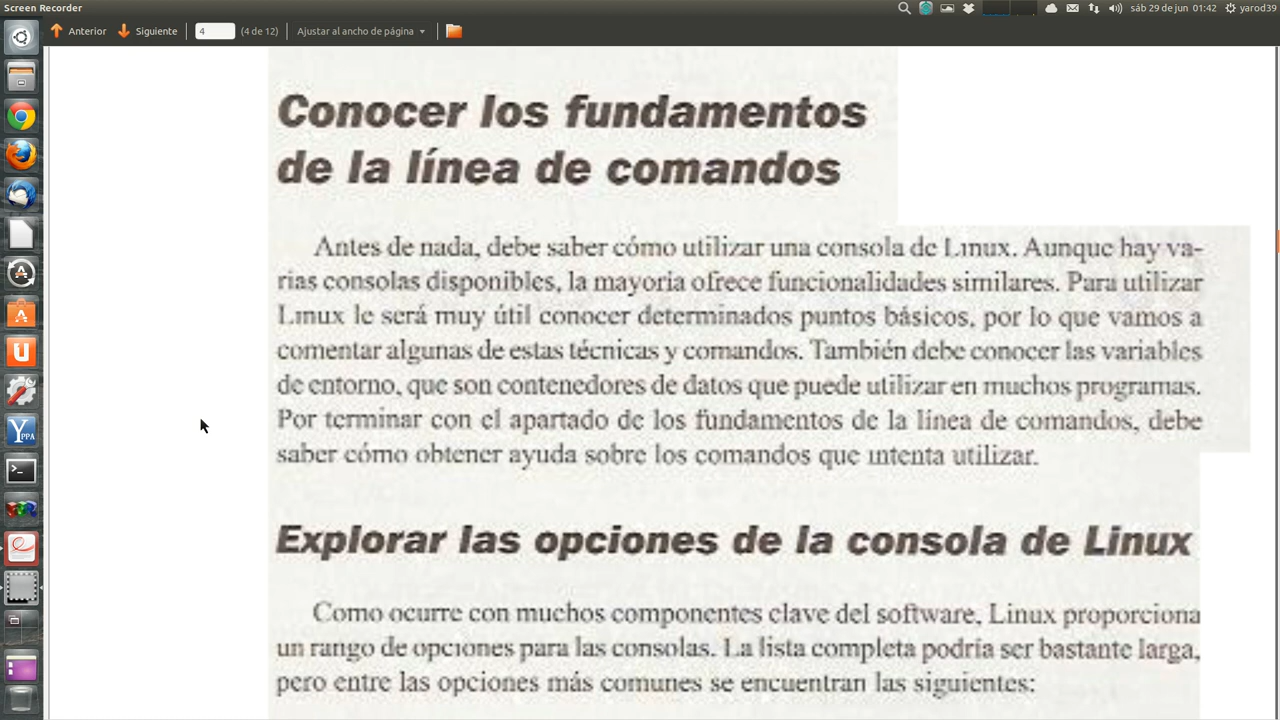 Screen Recorder
sáb 29 de jun 01:42 yarod39
Anterior Siguiente 4 (4 de 12) Ajustar al ancho de página
Conocer los fundamentos
de la línea de comandos
Antes de nada, debe saber cómo utilizar una consola de Linux. Aunque hay va-
rias consolas disponibles, la mayoría ofrece funcionalidades similares. Para utilizar
Linux le será muy útil conocer determinados puntos básicos, por lo que vamos a
comentar algunas de estas técnicas y comandos. También debe conocer las variables
de entorno, que son contenedores de datos que puede utilizar en muchos programas.
Por terminar con el apartado de los fundamentos de la línea de comandos, debe
saber cómo obtener ayuda sobre los comandos que intenta utilizar.
Explorar las opciones de la consola de Linux
Como ocurre con muchos componentes clave del software, Linux proporciona
un rango de opciones para las consolas. La lista completa podría ser bastante larga,
pero entre las opciones más comunes se encuentran las siguientes:
YPPA